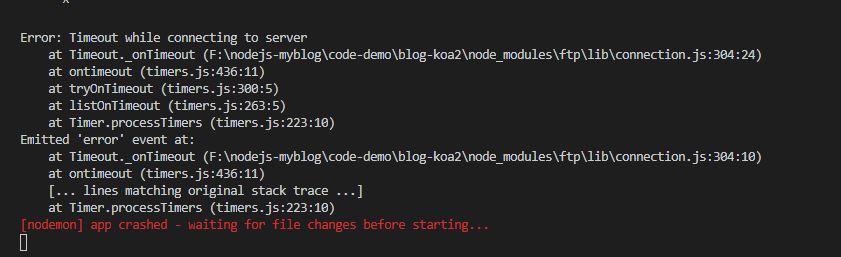 ^
Error: Timeout while connecting to server
    at Timeout._onTimeout (F:\nodejs-myblog\code-demo\blog-koa2\node_modules\ftp\lib\connection.js:304:24)
    at ontimeout (timers.js:436:11)
    at tryOnTimeout (timers.js:300:5)
    at listOnTimeout (timers.js:263:5)
    at Timer.processTimers (timers.js:223:10)
Emitted 'error' event at:
    at Timeout._onTimeout (F:\nodejs-myblog\code-demo\blog-koa2\node_modules\ftp\lib\connection.js:304:10)
    at ontimeout (timers.js:436:11)
    [... lines matching original stack trace ...]
    at Timer.processTimers (timers.js:223:10)
[nodemon] app crashed - waiting for file changes before starting...